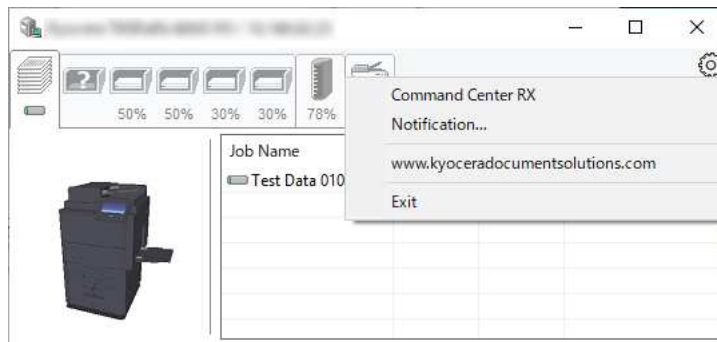 50% 50% 30% 30% 78%
Command Center RX
Notification...
www.kyoceradocumentsolutions.com
Exit
Job Name
Test Data 010